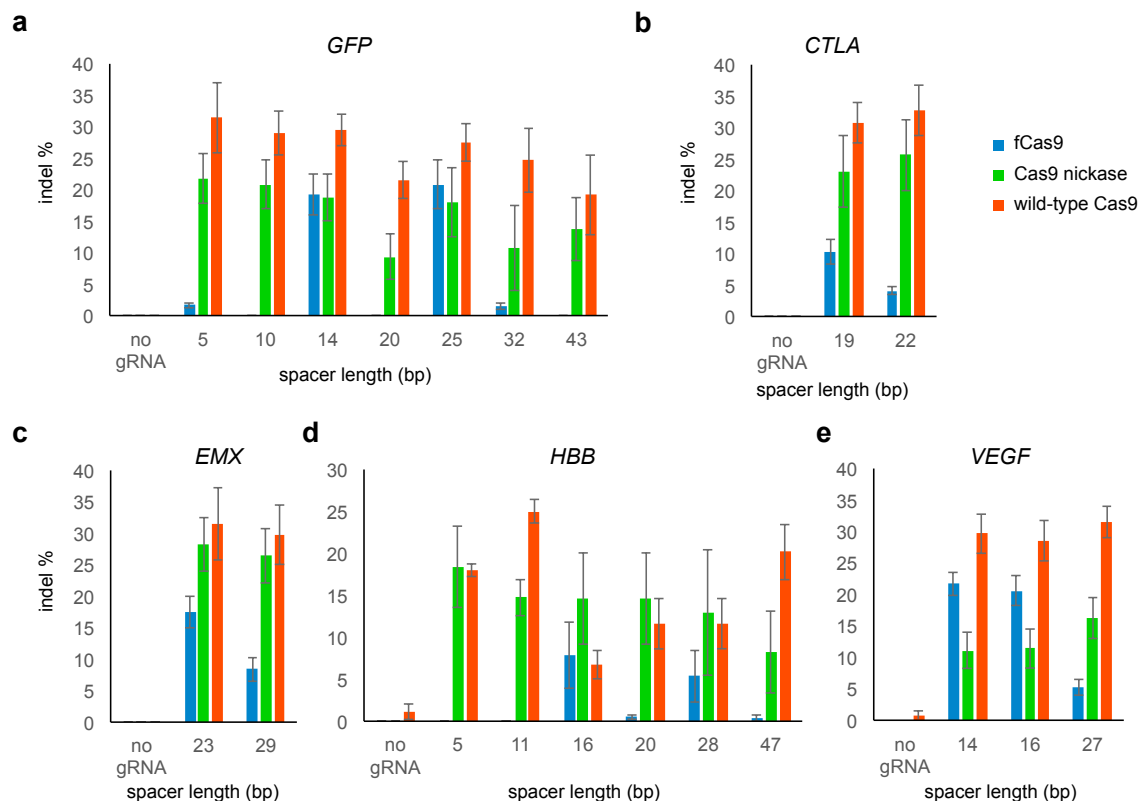 a
GFP
40
35
30
25
20
15
10
5
0
indel %
no gRNA
5 10 14 20 25 32 43
spacer length (bp)
b
CTLA
40
35
30
25
20
15
10
5
0
indel %
no gRNA
19 22
spacer length (bp)
fCas9
Cas9 nickase
wild-type Cas9
c
EMX
40
35
30
25
20
15
10
5
0
indel %
no gRNA
23 29
spacer length (bp)
d
HBB
30
25
20
15
10
5
0
no gRNA
5 11 16 20 28 47
spacer length (bp)
e
VEGF
40
35
30
25
20
15
10
5
0
no gRNA
14 16 27
spacer length (bp)